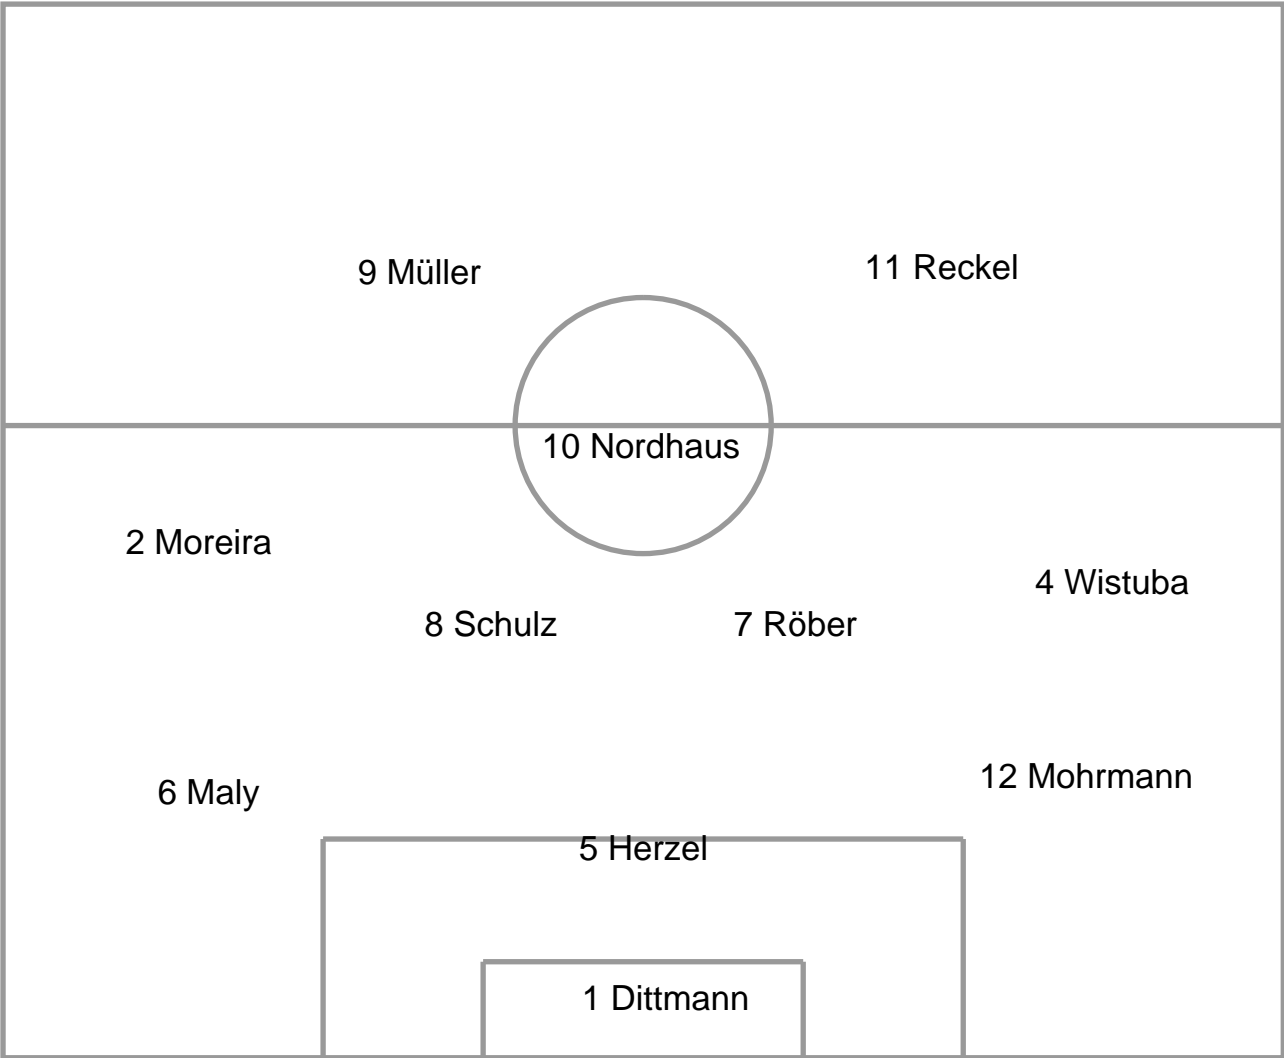 9 Müller
11 Reckel
10 Nordhaus
2 Moreira
4 Wistuba
8 Schulz
7 Röber
12 Mohrmann
6 Maly
5 Herzel
1 Dittmann